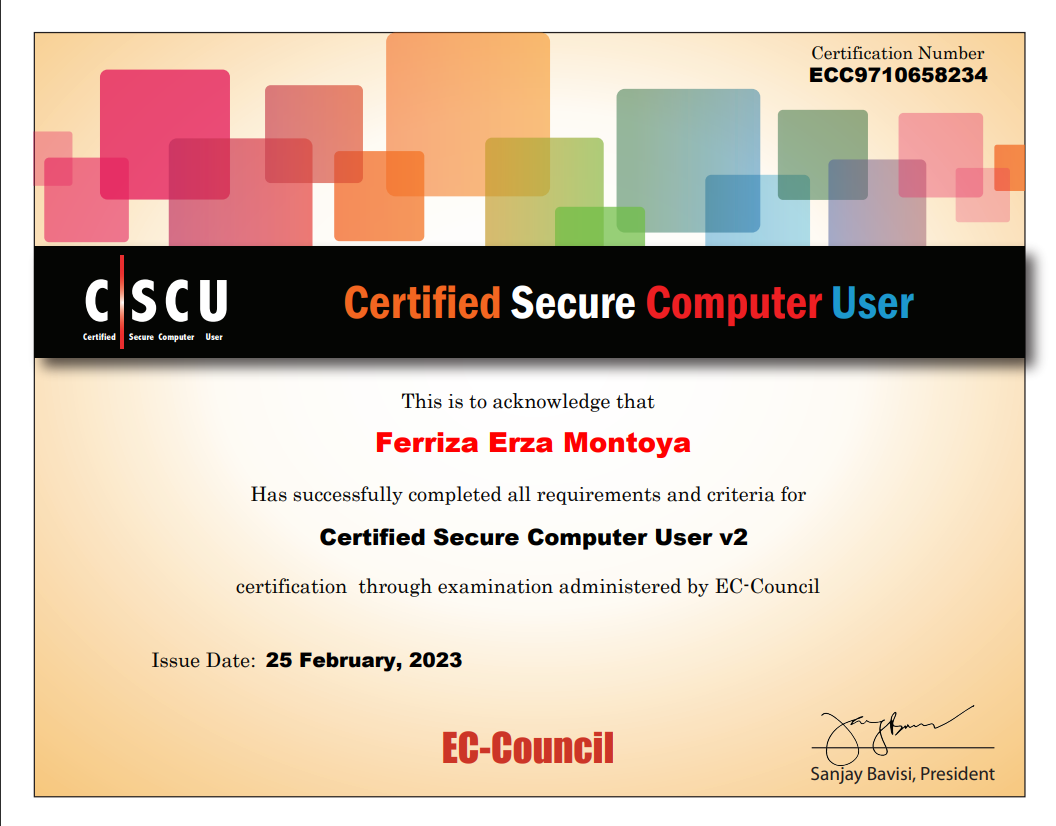 Certification Number
ECC9710658234
C|SCU
Certified Secure Computer User
Certified Secure Computer User
This is to acknowledge that
Ferriza Erza Montoya
Has successfully completed all requirements and criteria for
Certified Secure Computer User v2
certification through examination administered by EC-Council
Issue Date: 25 February, 2023
EC-Council
Sanjay Bavisi, President